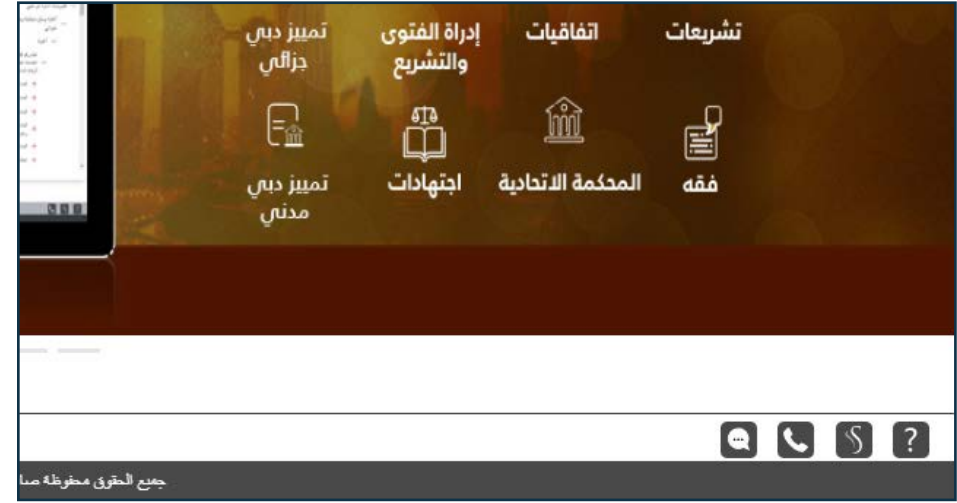 تشريعات
اتفاقيات
إدراة الفتوى
والتشريع
تمييز دبي
جزائي
فقه
المحكمة الاتحادية
اجتهادات
تمييز دبي
مدني
?
جميع الحقوق محفوظة